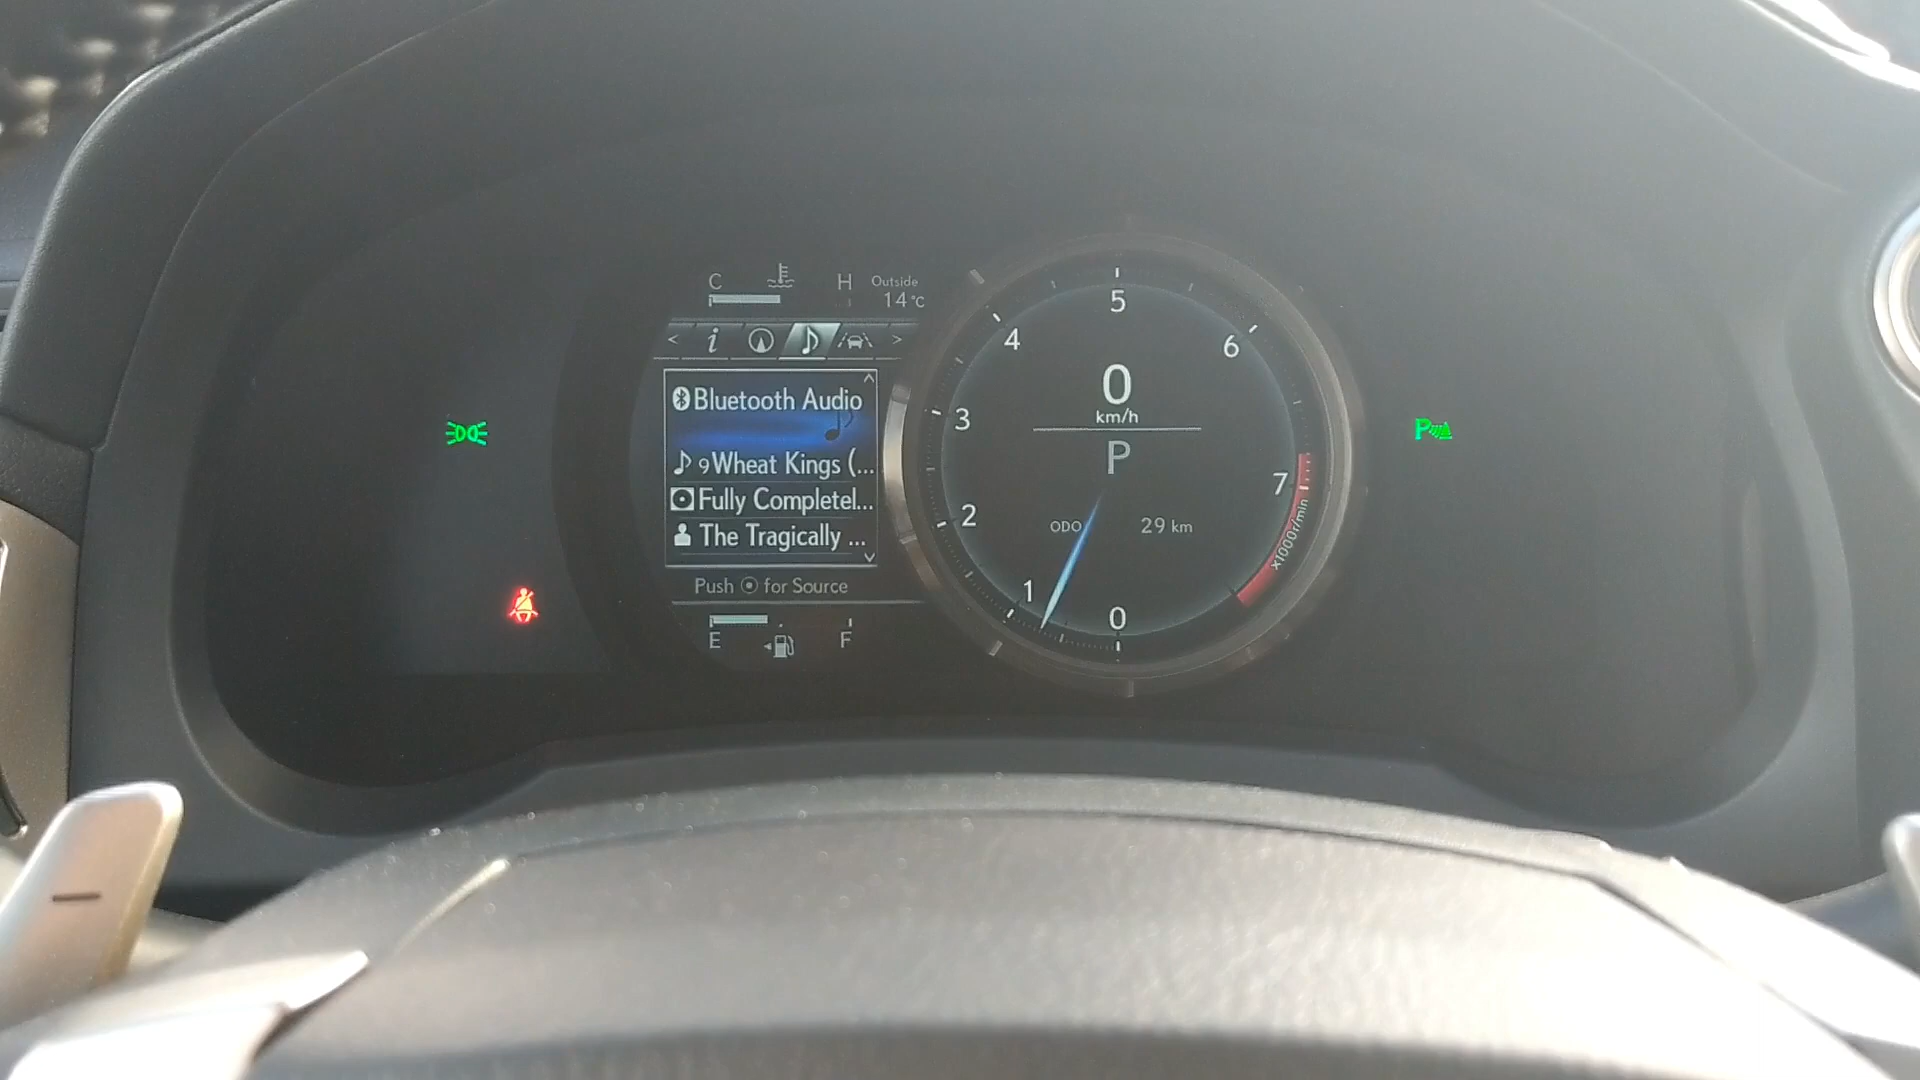 C H Outside
14°C
< i >
Bluetooth Audio
9 Wheat Kings (...
Fully Completel...
The Tragically ...
Push for Source
E F
5
4
6
0
km/h
3
P
7
2
ODO 29 km
x1000r/min
1
0
P
-